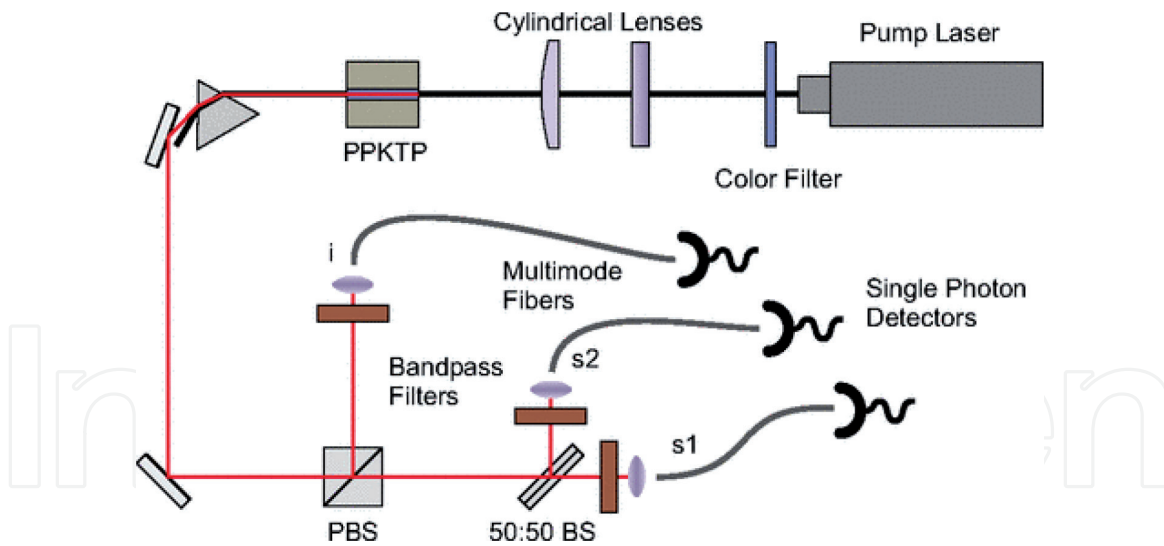 Cylindrical Lenses
Pump Laser
PPKTP
Color Filter
i
Multimode
Fibers
Single Photon
Detectors
s2
Bandpass
Filters
s1
PBS
50:50 BS